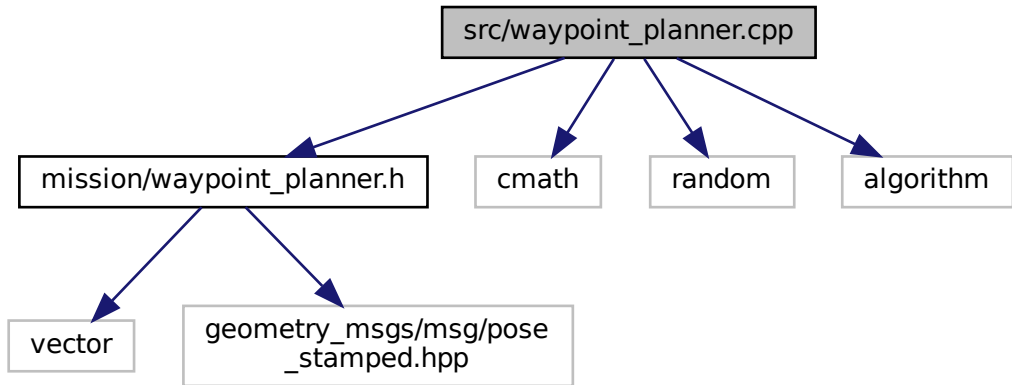 src/waypoint_planner.cpp
mission/waypoint_planner.h
cmath
random
algorithm
vector
geometry_msgs/msg/pose
_stamped.hpp